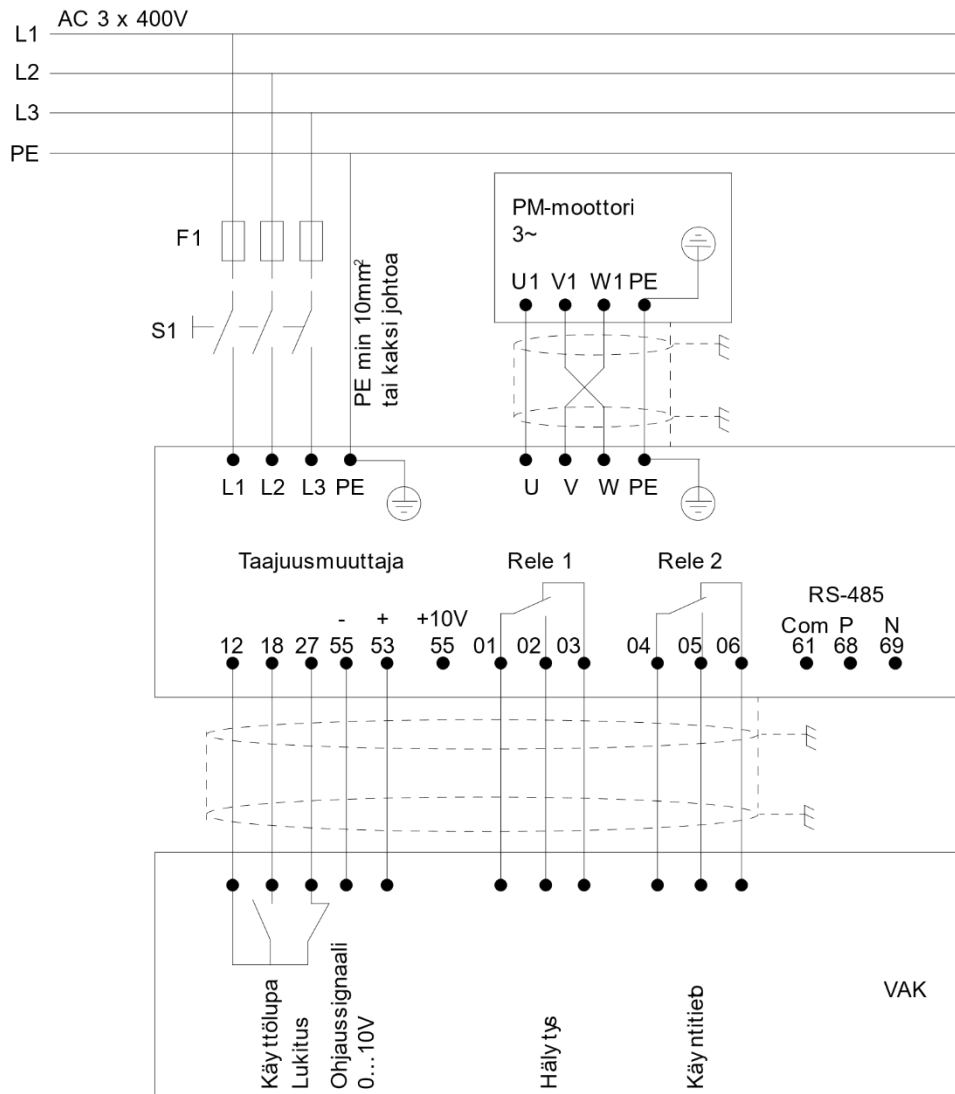 AC 3 x 400V
L1
L2
L3
PE
F1
S1
PE min 10mm²
tai kaksi johtoa
PM-moottori
3~
U1 V1 W1 PE
L1 L2 L3 PE
U V W PE
Taajuusmuuttaja
Rele 1
Rele 2
RS-485
- + +10V
Com P N
12 18 27 55 53 55 01 02 03 04 05 06 61 68 69
Käyttölupa
Lukitus
Ohjaussignaali
0...10V
Hälytys
Käyntitieto
VAK